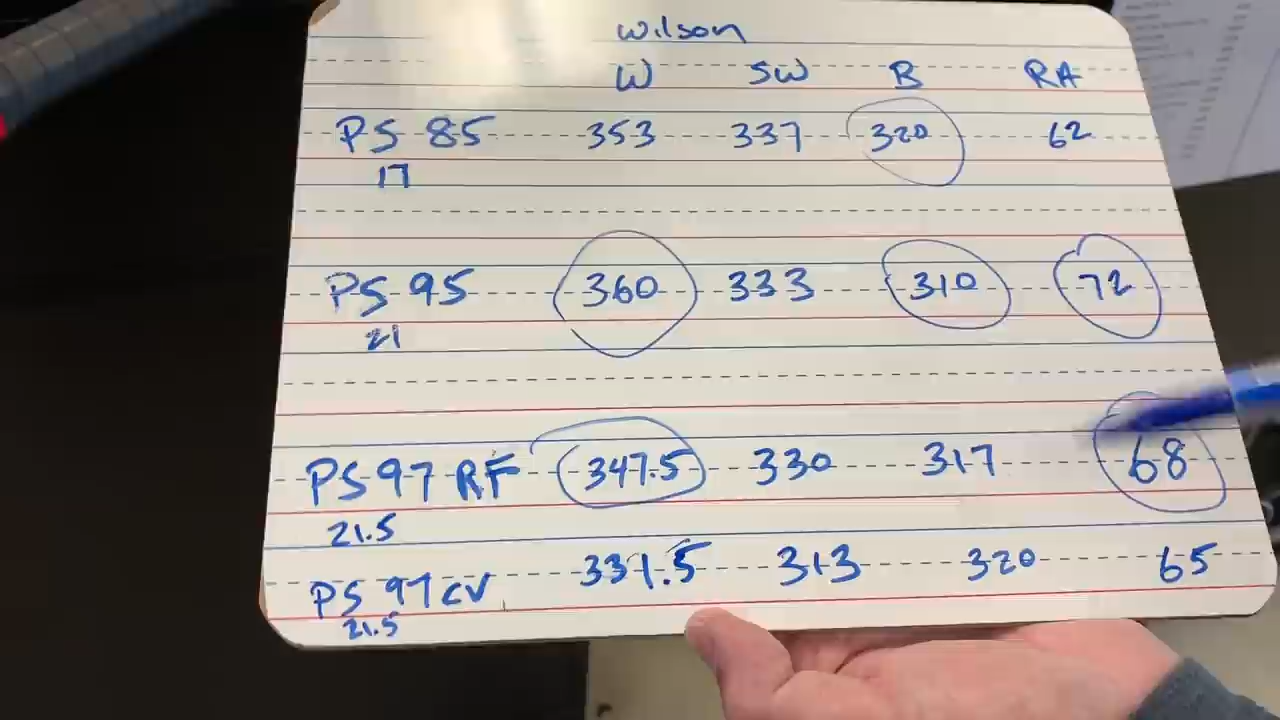 Wilson
W SW B RA
PS 85 353 337 320 62
17
PS 95 360 333 310 72
21
PS 97 RF 347.5 330 317 68
21.5
PS 97 CV 331.5 313 320 65
21.5